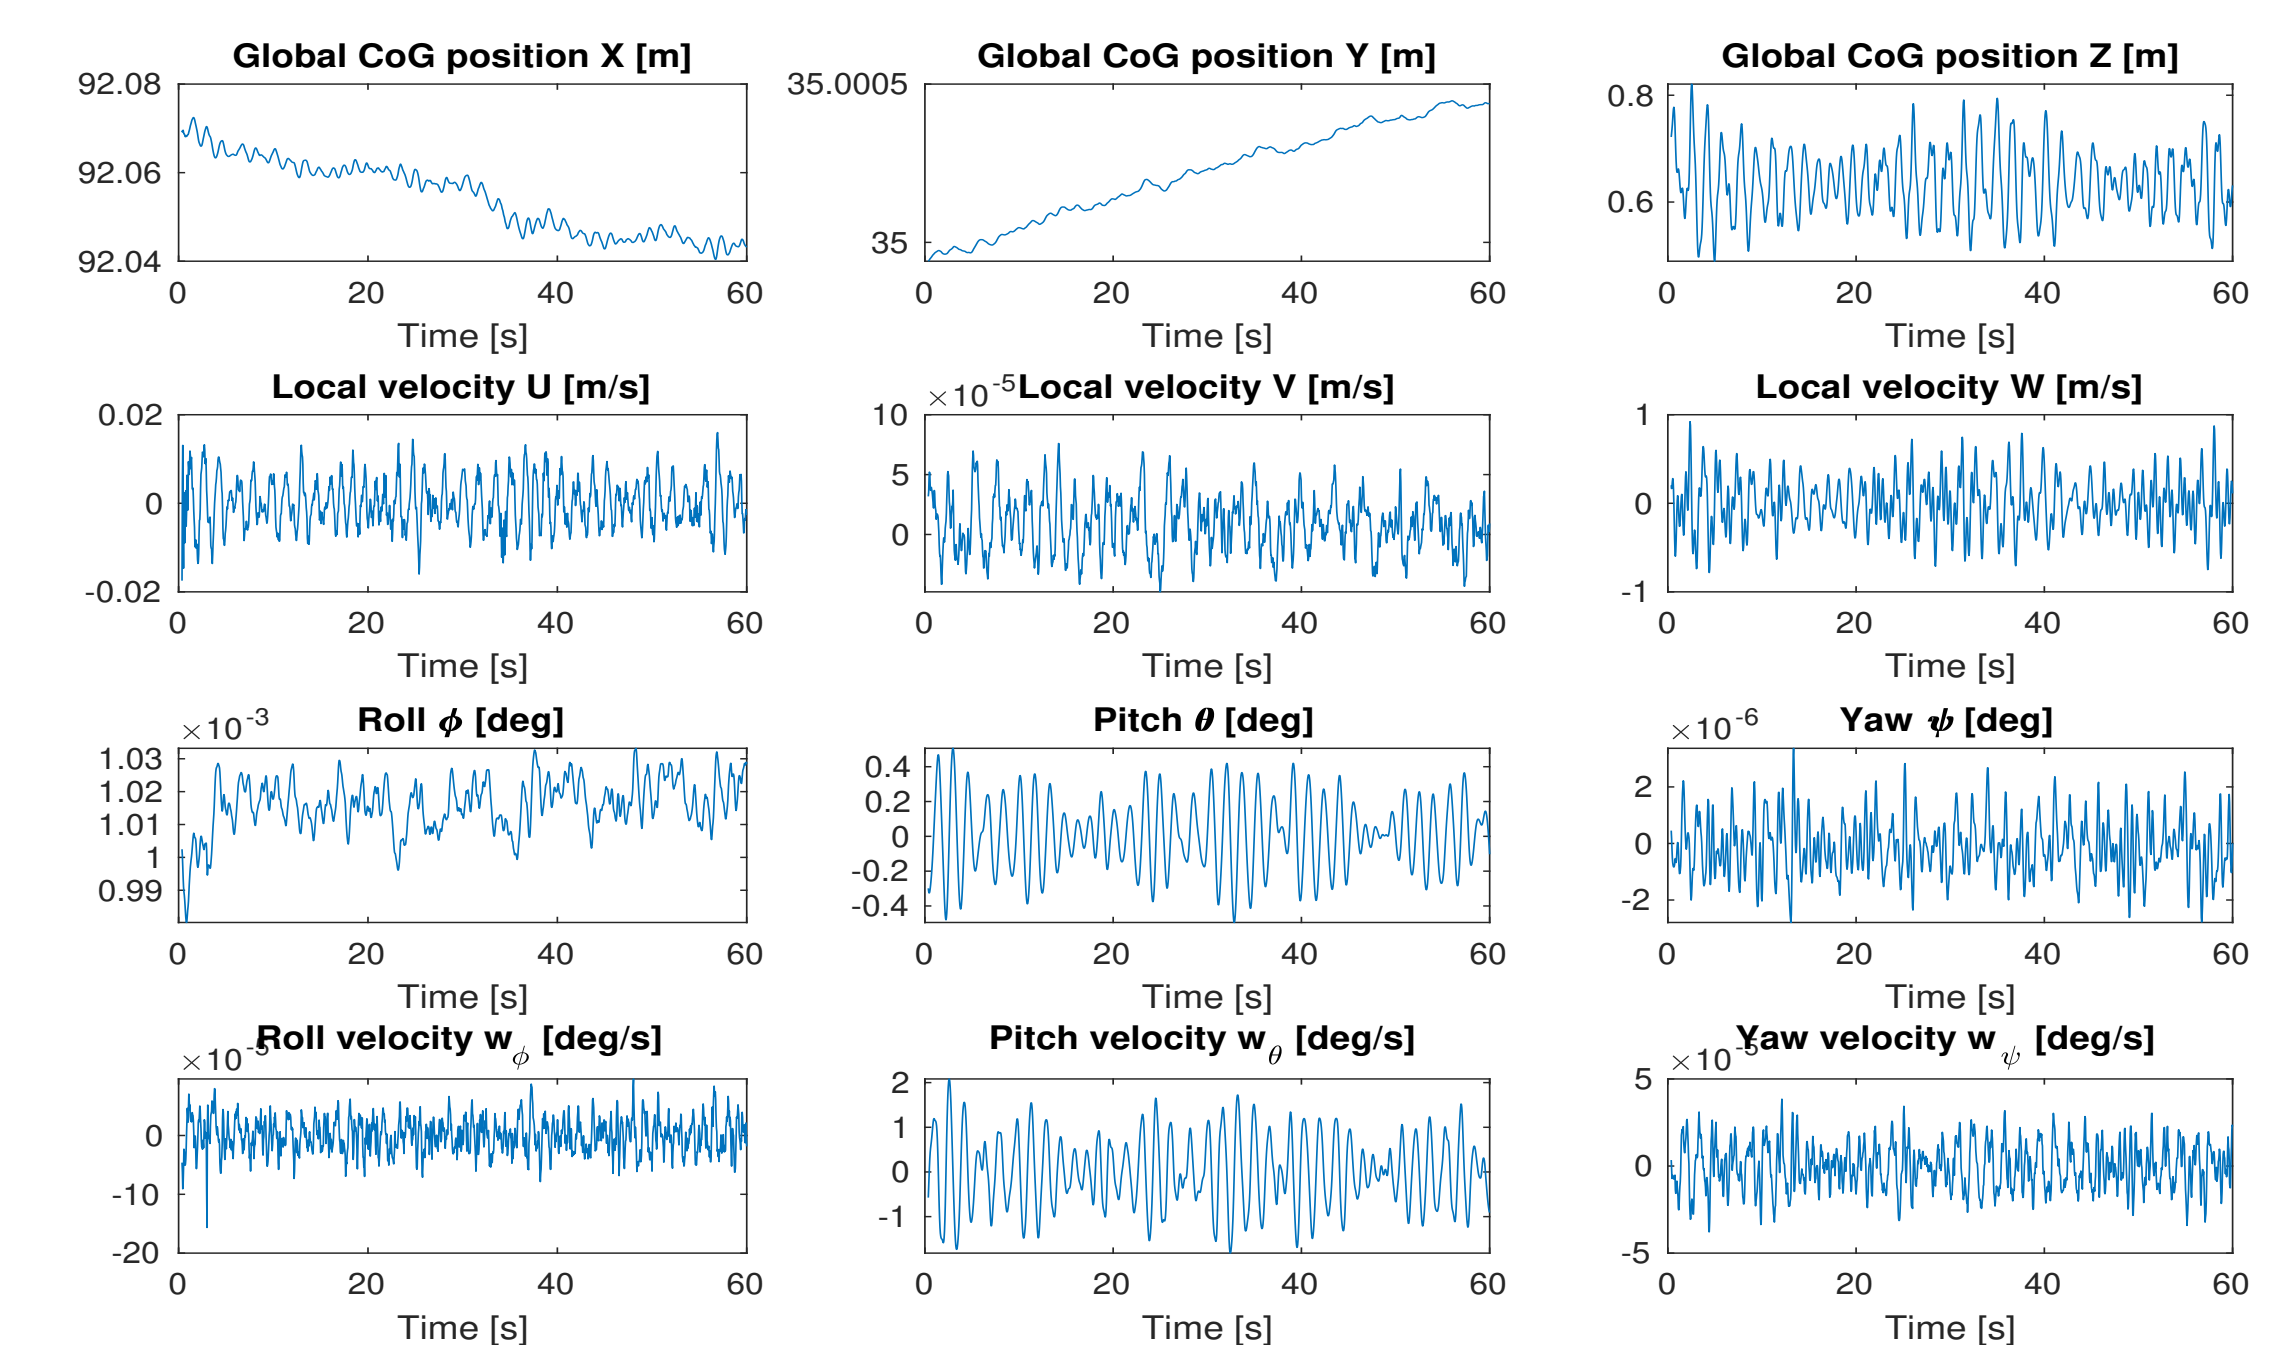 Global CoG position X [m] Global CoG position Y [m] Global CoG position Z [m]
92.08 35.0005 0.8
92.06 0.6
35
92.04
0 20 40 60 0 20 40 60 0 20 40 60
Time [s] Time [s] Time [s]
Local velocity U [m/s] ×10⁻⁵ Local velocity V [m/s] Local velocity W [m/s]
0.02 10 1
5
0 0 0
-0.02 -1
0 20 40 60 0 20 40 60 0 20 40 60
Time [s] Time [s] Time [s]
×10⁻³ Roll ϕ [deg] Pitch θ [deg] ×10⁻⁶ Yaw ψ [deg]
1.03 0.4 2
1.02 0.2
1.01 0 0
1 -0.2
0.99 -0.4 -2
0 20 40 60 0 20 40 60 0 20 40 60
Time [s] Time [s] Time [s]
×10⁻⁵ Roll velocity w_ϕ [deg/s] Pitch velocity w_θ [deg/s] ×10⁻⁵ Yaw velocity w_ψ [deg/s]
2 5
0 1
0 0
-10 -1
-20 -5
0 20 40 60 0 20 40 60 0 20 40 60
Time [s] Time [s] Time [s]